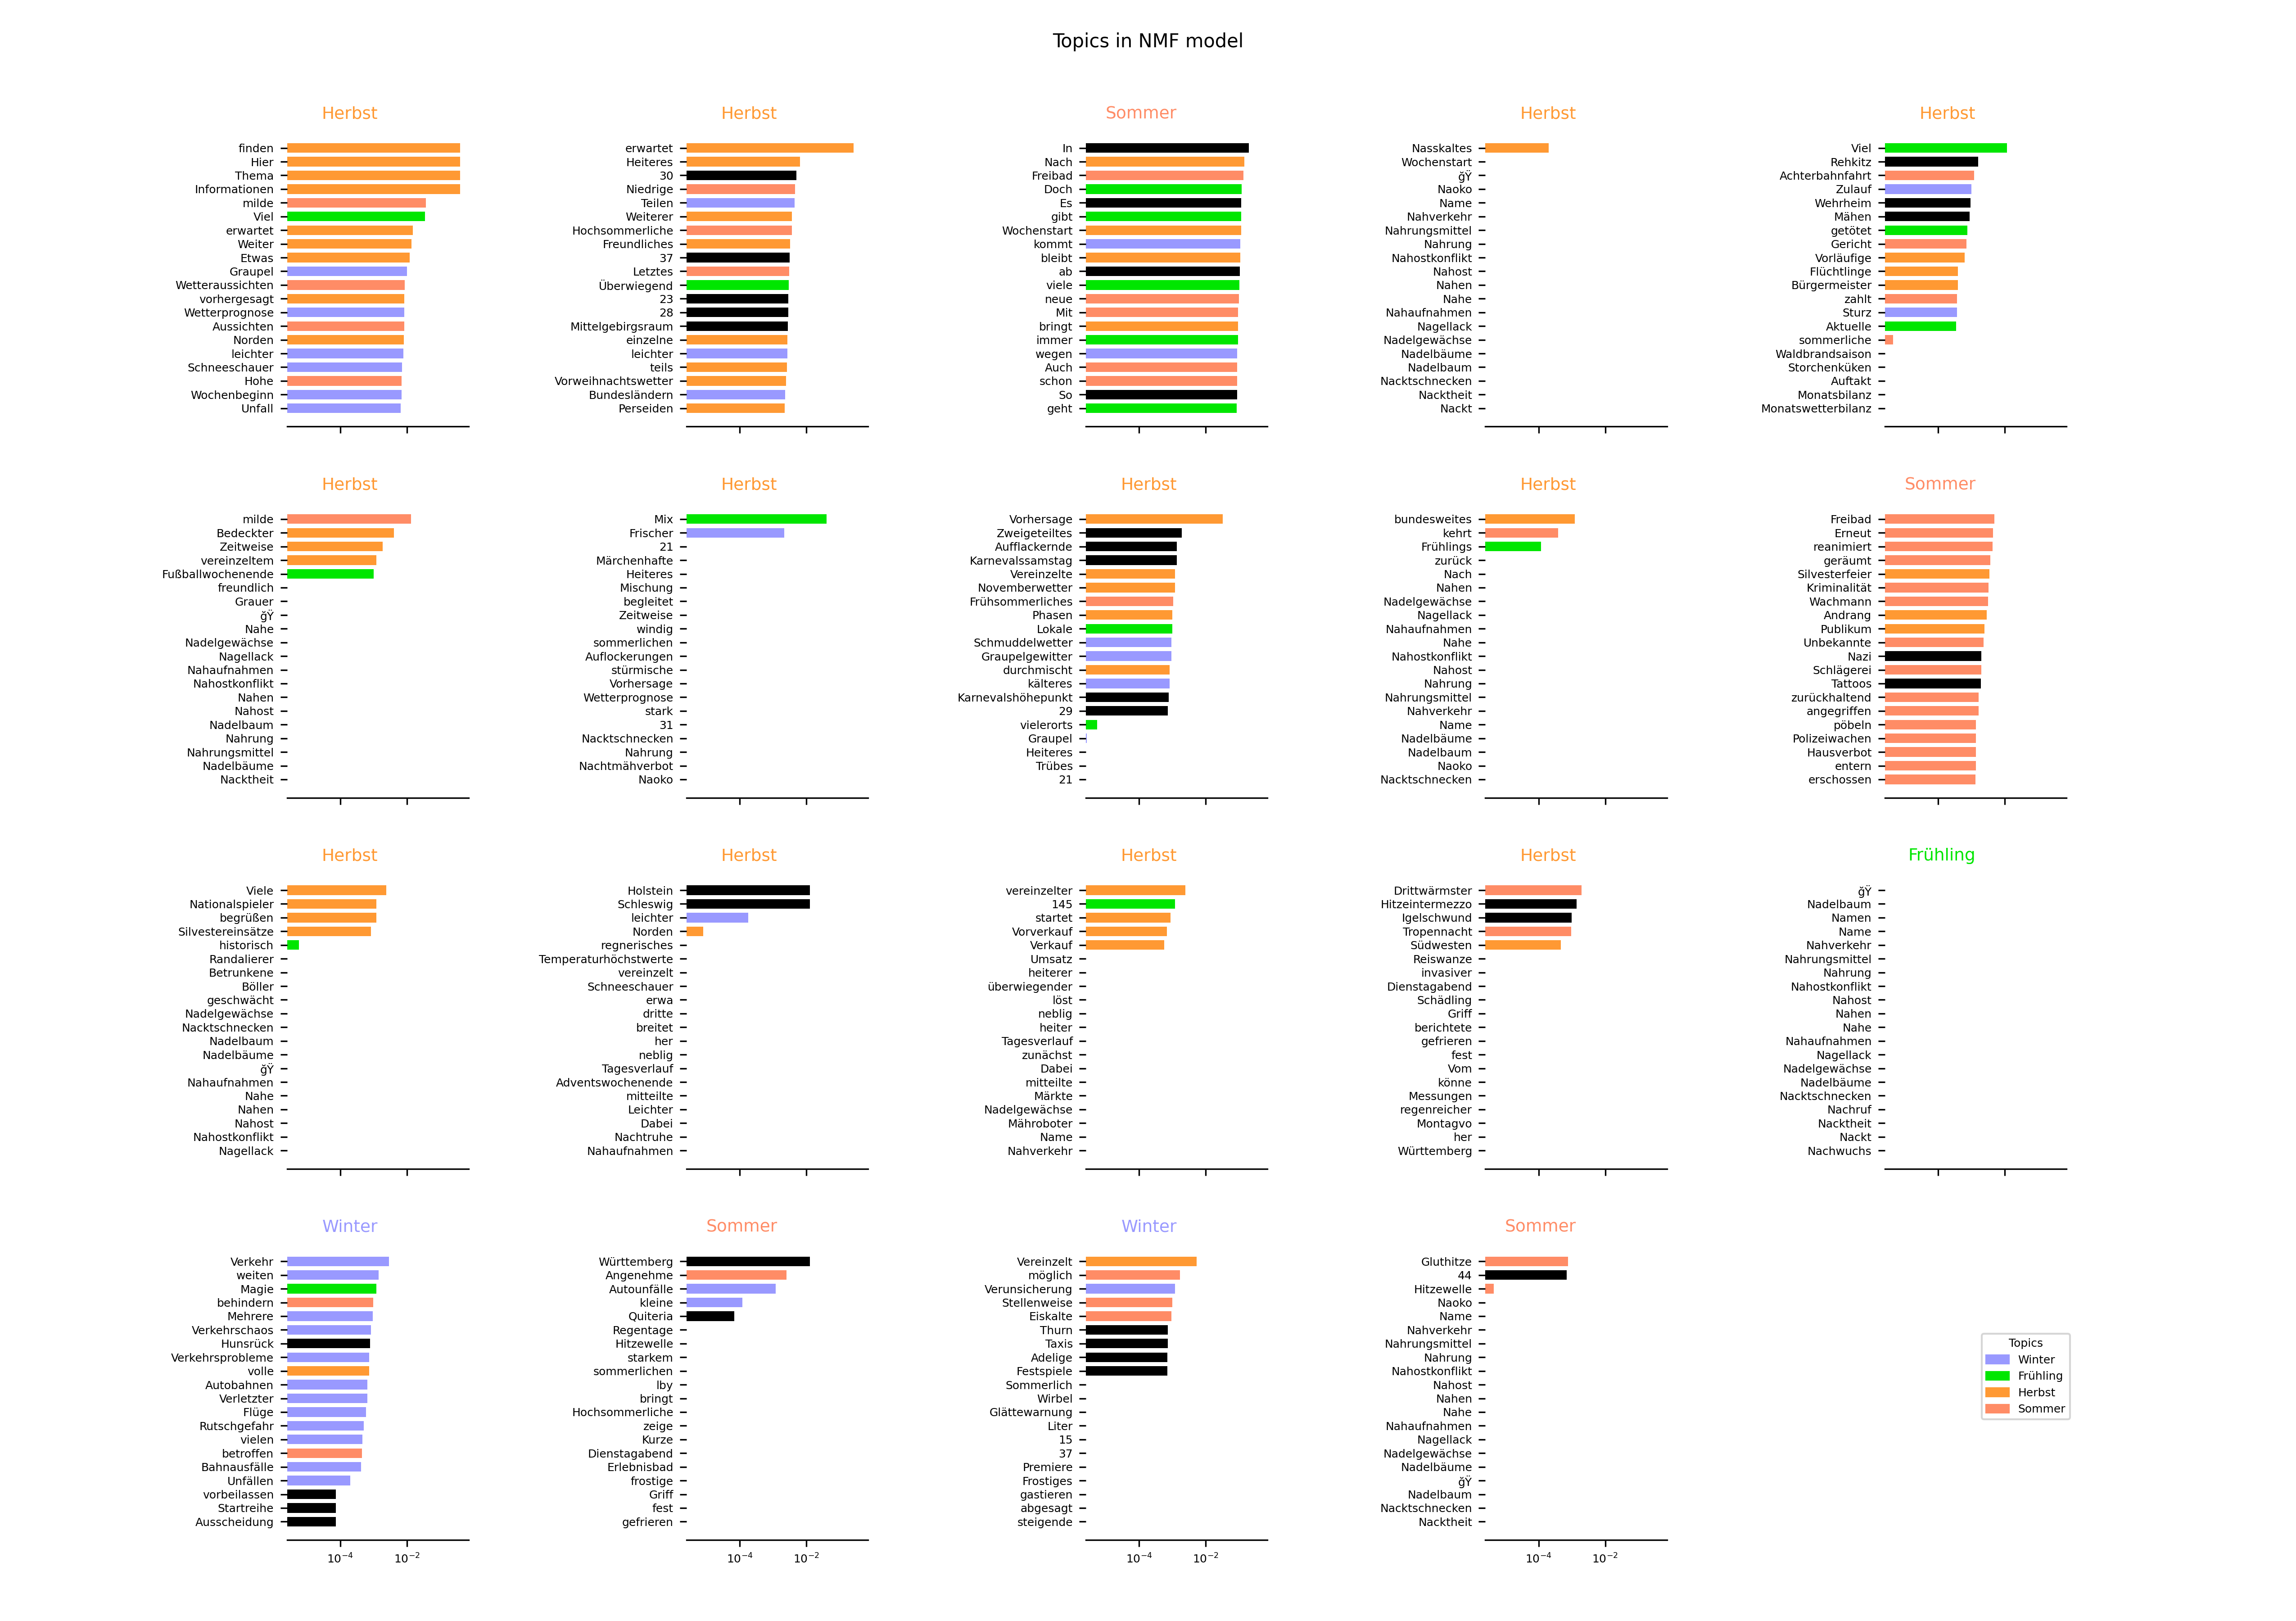 Topics in NMF model
Herbst
finden
Hier
Thema
Informationen
milde
Viel
erwartet
Weiter
Etwas
Graupel
Wetteraussichten
vorhergesagt
Wetterprognose
Aussichten
Norden
leichter
Schneeschauer
Hohe
Wochenbeginn
Unfall
Herbst
erwartet
Heiteres
30
Niedrige
Teilen
Weiterer
Hochsommerliche
Freundliches
37
Letztes
Überwiegend
23
28
Mittelgebirgsraum
einzelne
leichter
teils
Vorweihnachtswetter
Bundesländern
Perseiden
Sommer
In
Nach
Freibad
Doch
Es
gibt
Wochenstart
kommt
bleibt
ab
viele
neue
Mit
bringt
immer
wegen
Auch
schon
So
geht
Herbst
Nasskaltes
Wochenstart
ğŸ
Naoko
Name
Nahverkehr
Nahrungsmittel
Nahrung
Nahostkonflikt
Nahost
Nahen
Nahe
Nahaufnahmen
Nagellack
Nadelgewächse
Nadelbäume
Nadelbaum
Nacktschnecken
Nacktheit
Nackt
Herbst
Viel
Rehkitz
Achterbahnfahrt
Zulauf
Wehrheim
Mähen
getötet
Gericht
Vorläufige
Flüchtlinge
Bürgermeister
zahlt
Sturz
Aktuelle
sommerliche
Waldbrandsaison
Storchenküken
Auftakt
Monatsbilanz
Monatswetterbilanz
Herbst
milde
Bedeckter
Zeitweise
vereinzeltem
Fußballwochenende
freundlich
Grauer
ğŸ
Nahe
Nadelgewächse
Nagellack
Nahaufnahmen
Nahostkonflikt
Nahen
Nahost
Nadelbaum
Nahrung
Nahrungsmittel
Nadelbäume
Nacktheit
Herbst
Mix
Frischer
21
Märchenhafte
Heiteres
Mischung
begleitet
Zeitweise
windig
sommerlichen
Auflockerungen
stürmische
Vorhersage
Wetterprognose
stark
31
Nacktschnecken
Nahrung
Nachtmähverbot
Naoko
Herbst
Vorhersage
Zweigeteiltes
Aufflackernde
Karnevalssamstag
Vereinzelte
Novemberwetter
Frühsommerliches
Phasen
Lokale
Schmuddelwetter
Graupelgewitter
durchmischt
kälteres
Karnevalshöhepunkt
29
vielerorts
Graupel
Heiteres
Trübes
21
Herbst
bundesweites
kehrt
Frühlings
zurück
Nach
Nahen
Nadelgewächse
Nagellack
Nahaufnahmen
Nahe
Nahostkonflikt
Nahost
Nahrung
Nahrungsmittel
Nahverkehr
Name
Nadelbäume
Nadelbaum
Naoko
Nacktschnecken
Sommer
Freibad
Erneut
reanimiert
geräumt
Silvesterfeier
Kriminalität
Wachmann
Andrang
Publikum
Unbekannte
Nazi
Schlägerei
Tattoos
zurückhaltend
angegriffen
pöbeln
Polizeiwachen
Hausverbot
entern
erschossen
Herbst
Viele
Nationalspieler
begrüßen
Silvestereinsätze
historisch
Randalierer
Betrunkene
Böller
geschwächt
Nadelgewächse
Nacktschnecken
Nadelbaum
Nadelbäume
ğŸ
Nahaufnahmen
Nahe
Nahen
Nahost
Nahostkonflikt
Nagellack
Herbst
Holstein
Schleswig
leichter
Norden
regnerisches
Temperaturhöchstwerte
vereinzelt
Schneeschauer
erwa
dritte
breitet
her
neblig
Tagesverlauf
Adventswochenende
mitteilte
Leichter
Dabei
Nachtruhe
Nahaufnahmen
Herbst
vereinzelter
145
startet
Vorverkauf
Verkauf
Umsatz
heiterer
überwiegender
löst
neblig
heiter
Tagesverlauf
zunächst
Dabei
mitteilte
Märkte
Nadelgewächse
Mähroboter
Name
Nahverkehr
Herbst
Drittwärmster
Hitzeintermezzo
Igelschwund
Tropennacht
Südwesten
Reiswanze
invasiver
Dienstagabend
Schädling
Griff
berichtete
gefrieren
fest
Vom
könne
Messungen
regenreicher
Montagvo
her
Württemberg
Frühling
ğŸ
Nadelbaum
Namen
Name
Nahverkehr
Nahrungsmittel
Nahrung
Nahostkonflikt
Nahost
Nahen
Nahe
Nahaufnahmen
Nagellack
Nadelgewächse
Nadelbäume
Nacktschnecken
Nachruf
Nacktheit
Nackt
Nachwuchs
Winter
Verkehr
weiten
Magie
behindern
Mehrere
Verkehrschaos
Hunsrück
Verkehrsprobleme
volle
Autobahnen
Verletzter
Flüge
Rutschgefahr
vielen
betroffen
Bahnausfälle
Unfällen
vorbeilassen
Startreihe
Ausscheidung
10⁻⁴ 10⁻²
Sommer
Württemberg
Angenehme
Autounfälle
kleine
Quiteria
Regentage
Hitzewelle
starkem
sommerlichen
lby
bringt
Hochsommerliche
zeige
Kurze
Dienstagabend
Erlebnisbad
frostige
Griff
fest
gefrieren
10⁻⁴ 10⁻²
Winter
Vereinzelt
möglich
Verunsicherung
Stellenweise
Eiskalte
Thurn
Taxis
Adelige
Festspiele
Sommerlich
Wirbel
Glättewarnung
Liter
15
37
Premiere
Frostiges
gastieren
abgesagt
steigende
10⁻⁴ 10⁻²
Sommer
Gluthitze
44
Hitzewelle
Naoko
Name
Nahverkehr
Nahrungsmittel
Nahrung
Nahostkonflikt
Nahost
Nahen
Nahe
Nahaufnahmen
Nagellack
Nadelgewächse
Nadelbäume
ğŸ
Nadelbaum
Nacktschnecken
Nacktheit
10⁻⁴ 10⁻²
Topics
Winter
Frühling
Herbst
Sommer